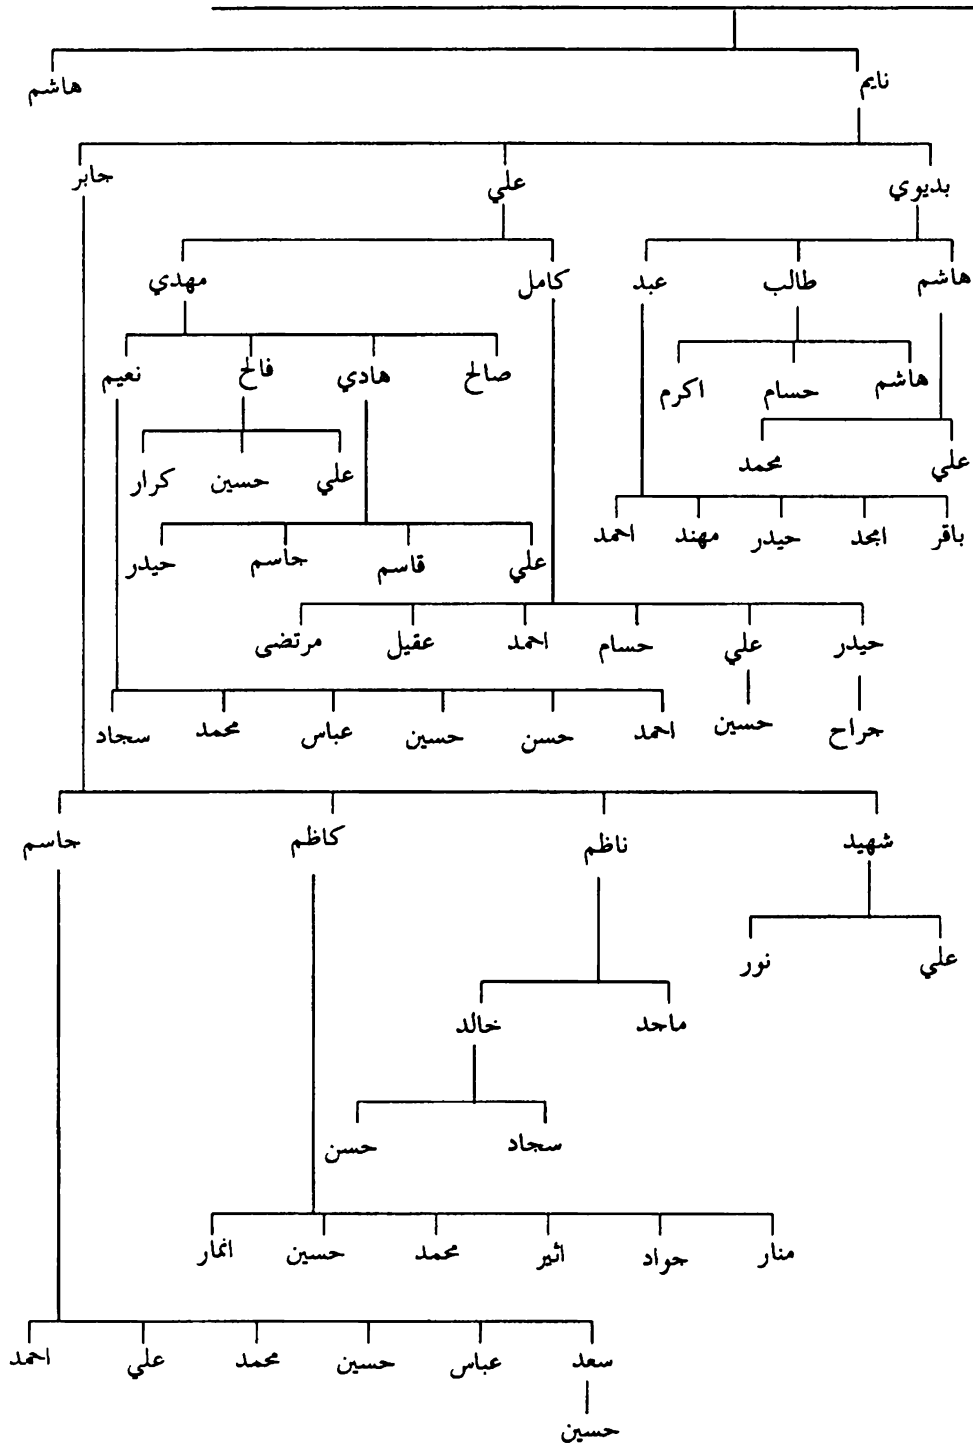 نايم هاشم
بديوي علي جابر
هاشم طالب عبد كامل مهدي
هاشم حسام اكرم صالح هادي فالح نعيم
علي محمد علي حسين كرار
باقر امجد حيدر مهند احمد علي قاسم جاسم حيدر
حيدر علي حسام احمد عقيل مرتضى
جراح حسين احمد حسن حسين عباس محمد سجاد
شهيد ناظم كاظم جاسم
علي نور
ماجد خالد
سجاد حسن
منار جواد اثير محمد حسين انمار
سعد عباس حسين محمد علي احمد
حسين